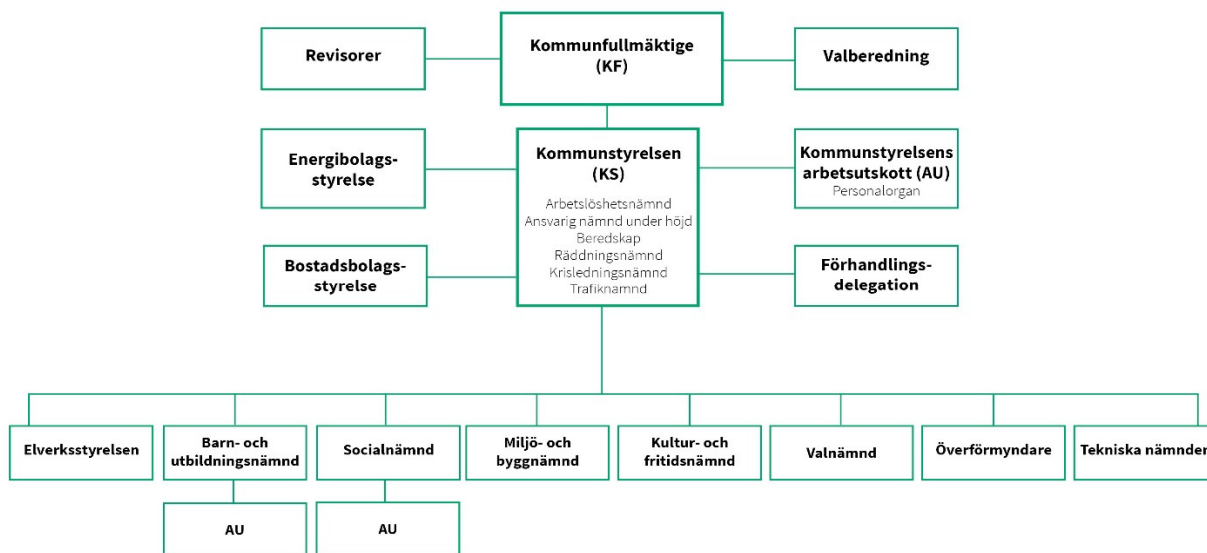 Revisorer
Kommunfullmäktige
(KF)
Valberedning
Energibolags-
styrelse
Kommunstyrelsen
(KS)
Arbetslöshetsnämnd
Ansvarig nämnd under höjd
Beredskap
Räddningsnämnd
Krisledningsnämnd
Trafiknamnd
Kommunstyrelsens
arbetsutskott (AU)
Personalorgan
Bostadsbolags-
styrelse
Förhandlings-
delegation
Elverksstyrelsen
Barn- och
utbildningsnämnd
Socialnämnd
Miljö- och
byggnämnd
Kultur- och
fritidsnämnd
Valnämnd
Överförmyndare
Tekniska nämnden
AU
AU